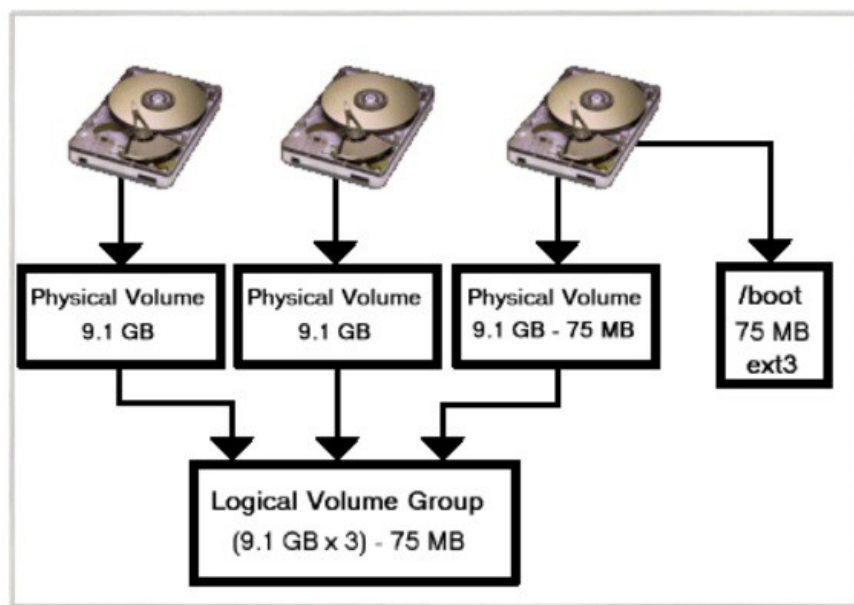 Physical Volume
9.1 GB
Physical Volume
9.1 GB
Physical Volume
9.1 GB - 75 MB
/boot
75 MB
ext3
Logical Volume Group
(9.1 GB x 3) - 75 MB